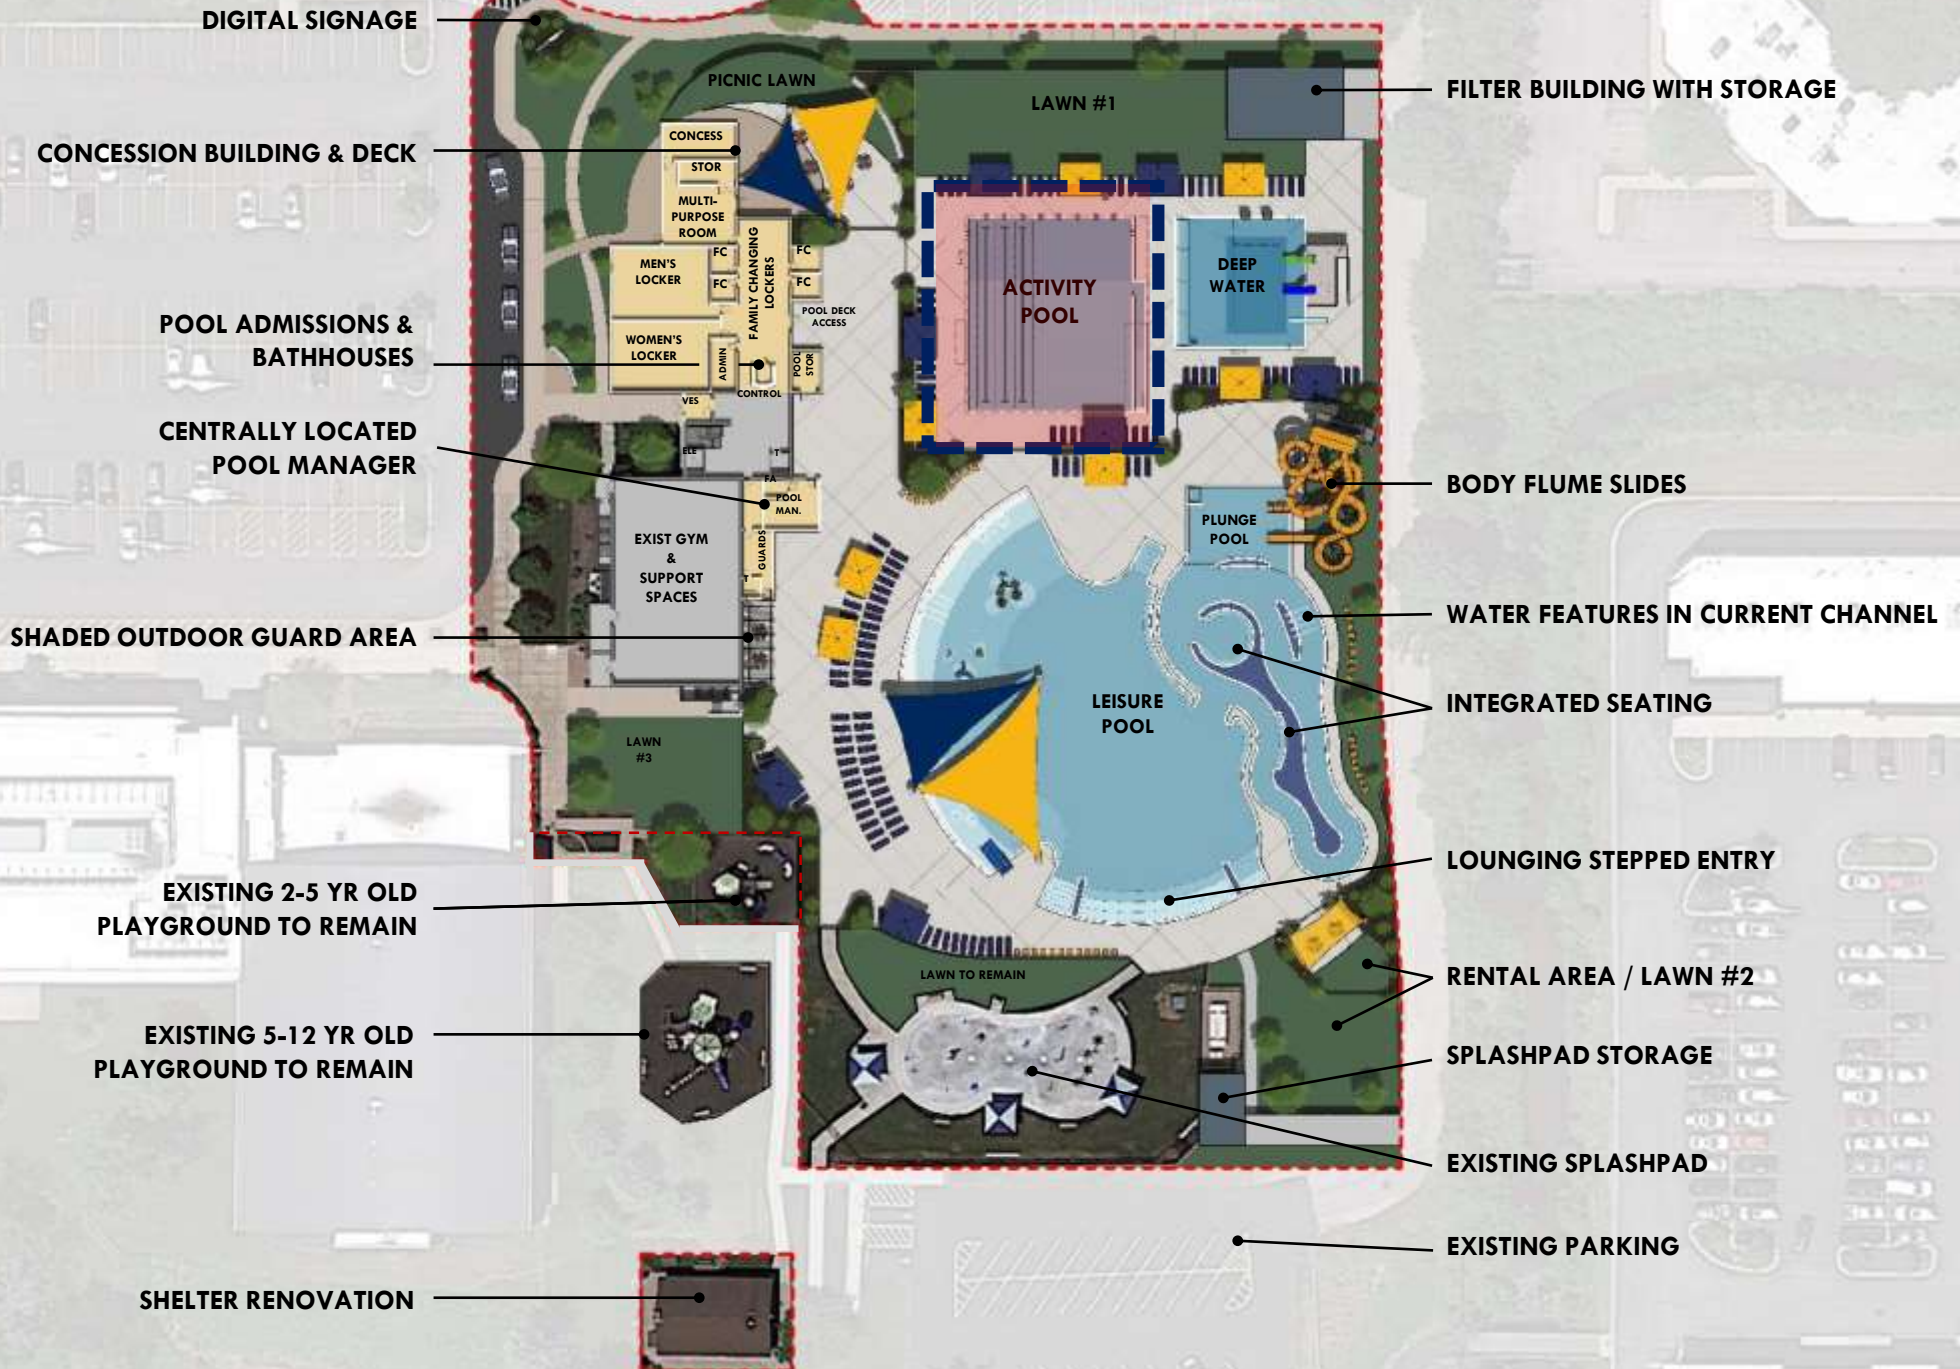 DIGITAL SIGNAGE
CONCESSION BUILDING & DECK
POOL ADMISSIONS &
BATHHOUSES
CENTRALLY LOCATED
POOL MANAGER
SHADED OUTDOOR GUARD AREA
EXISTING 2-5 YR OLD
PLAYGROUND TO REMAIN
EXISTING 5-12 YR OLD
PLAYGROUND TO REMAIN
SHELTER RENOVATION
PICNIC LAWN
CONCESS
STOR
MULTI-
PURPOSE
ROOM
MEN'S
LOCKER
FC
FC
FC
FC
FAMILY CHANGING
LOCKERS
POOL DECK
ACCESS
WOMEN'S
LOCKER
ADMIN
POOL
STOR
CONTROL
VES
ELE
T
FA
POOL
MAN.
GUARDS
T
EXIST GYM
&
SUPPORT
SPACES
LAWN
#3
LAWN #1
ACTIVITY
POOL
DEEP
WATER
PLUNGE
POOL
LEISURE
POOL
LAWN TO REMAIN
FILTER BUILDING WITH STORAGE
BODY FLUME SLIDES
WATER FEATURES IN CURRENT CHANNEL
INTEGRATED SEATING
LOUNGING STEPPED ENTRY
RENTAL AREA / LAWN #2
SPLASHPAD STORAGE
EXISTING SPLASHPAD
EXISTING PARKING